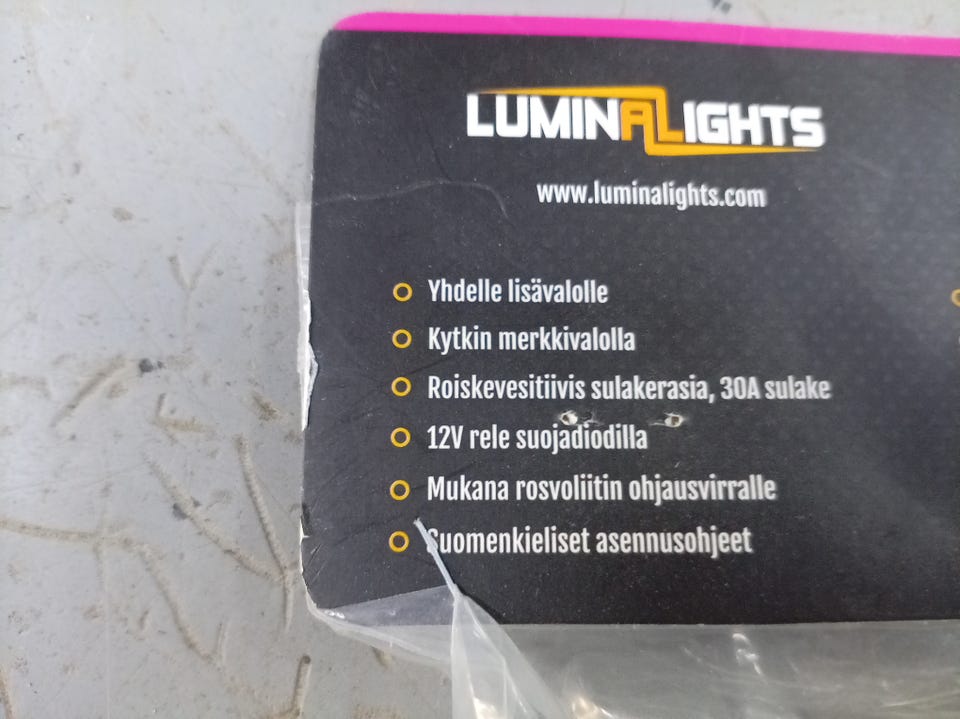 LUMINALIGHTS
www.luminalights.com
Yhdelle lisävalolle
Kytkin merkkivalolla
Roiskevesitiivis sulakerasia, 30A sulake
12V rele suojadiodilla
Mukana rosvoliitin ohjausvirralle
Suomenkieliset asennusohjeet